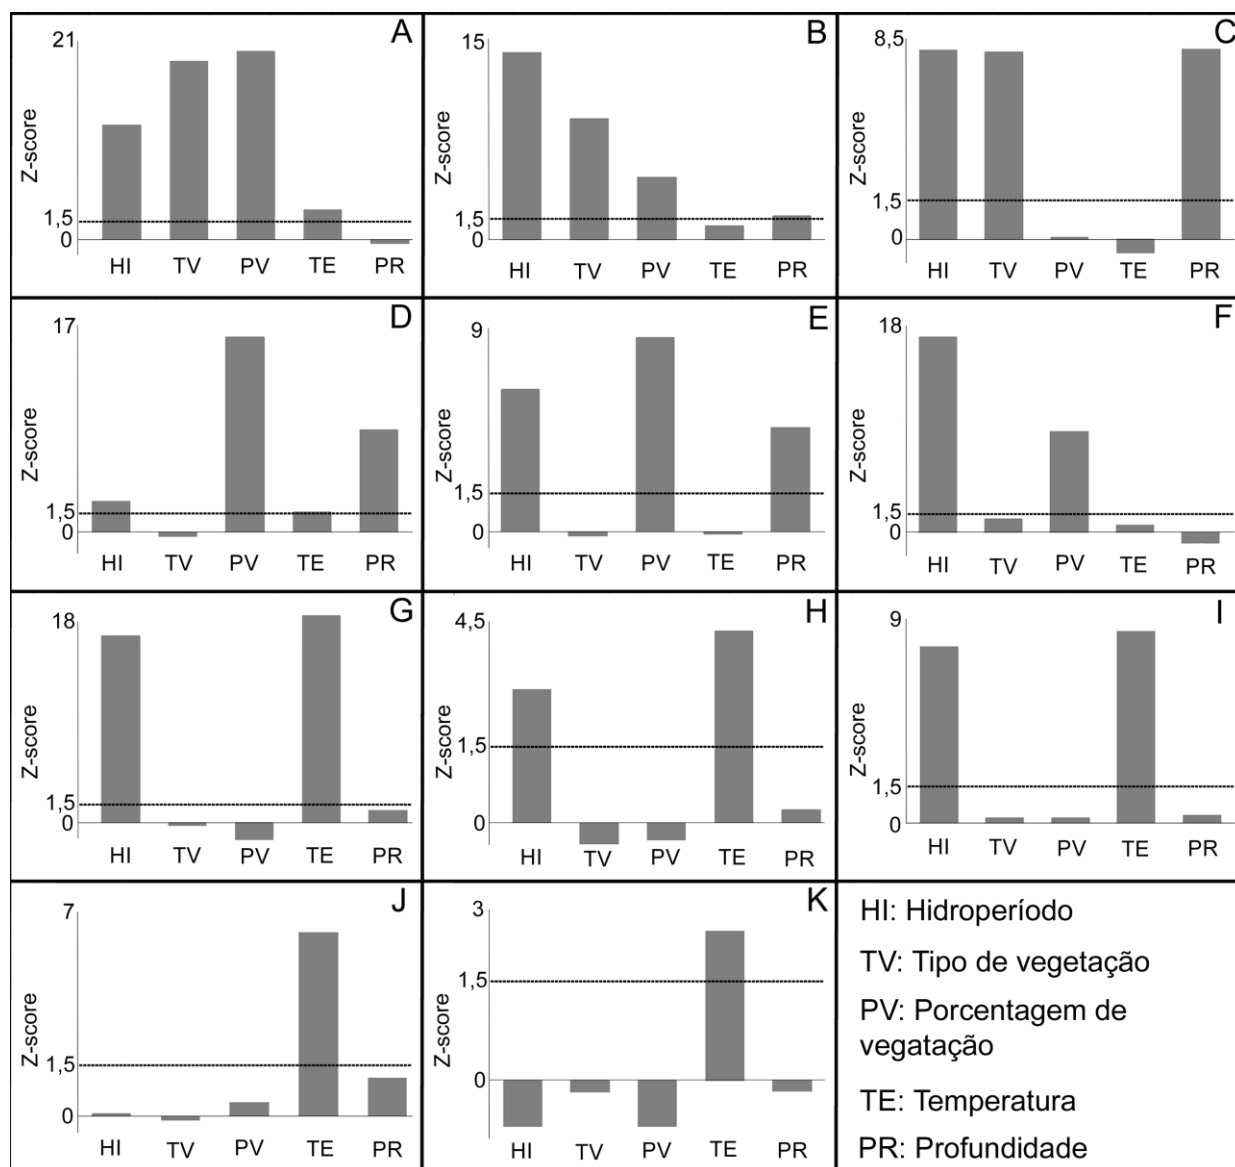 A
21
Z-score
1,5
0
HI TV PV TE PR
B
15
Z-score
1,5
0
HI TV PV TE PR
C
8,5
Z-score
1,5
0
HI TV PV TE PR
D
17
Z-score
1,5
0
HI TV PV TE PR
E
9
Z-score
1,5
0
HI TV PV TE PR
F
18
Z-score
1,5
0
HI TV PV TE PR
G
18
Z-score
1,5
0
HI TV PV TE PR
H
4,5
Z-score
1,5
0
HI TV PV TE PR
I
9
Z-score
1,5
0
HI TV PV TE PR
J
7
Z-score
1,5
0
HI TV PV TE PR
K
3
Z-score
1,5
0
HI TV PV TE PR
HI: Hidroperíodo
TV: Tipo de vegetação
PV: Porcentagem de
vegatação
TE: Temperatura
PR: Profundidade